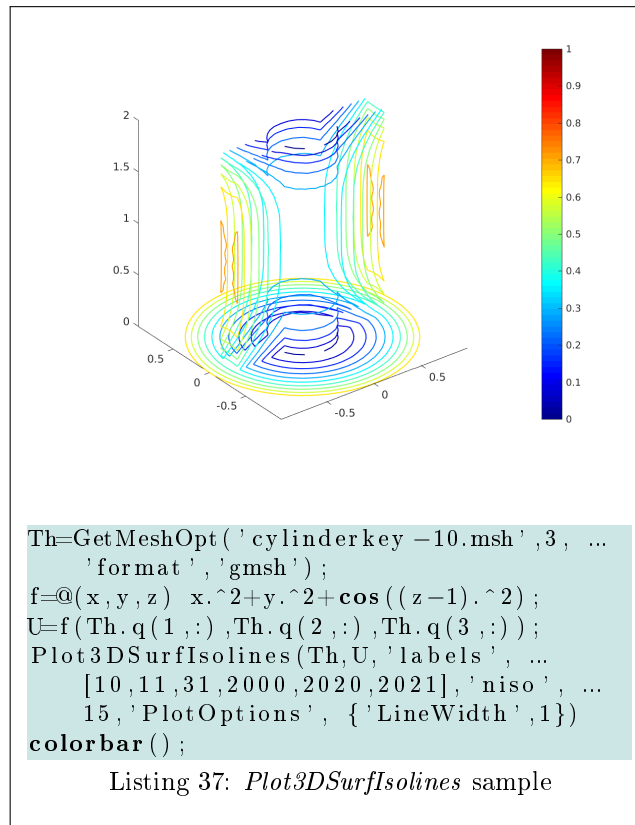 1
0.9
0.8
0.7
0.6
0.5
0.4
0.3
0.2
0.1
0
2
1.5
1
0.5
0
0.5
0
-0.5
-0.5
0
0.5
Th=GetMeshOpt('cylinderkey-10.msh',3, ...
'format','gmsh');
f=@(x,y,z) x.^2+y.^2+cos((z-1).^2);
U=f(Th.q(1,:),Th.q(2,:),Th.q(3,:));
Plot3DSurfIsolines(Th,U,'labels', ...
[10,11,31,2000,2020,2021],'niso', ...
15,'PlotOptions', {'LineWidth',1})
colorbar();
Listing 37: Plot3DSurfIsolines sample